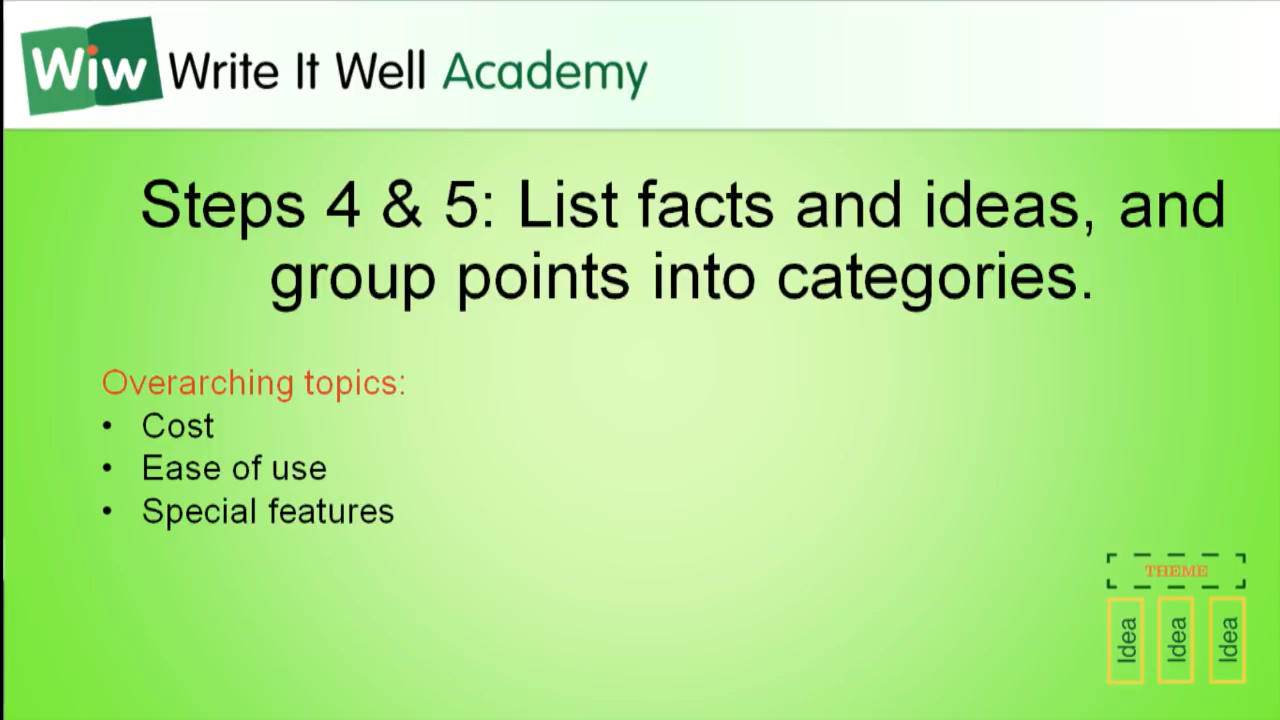 Wiw Write It Well Academy
Steps 4 & 5: List facts and ideas, and
group points into categories.
Overarching topics:
• Cost
• Ease of use
• Special features
THEME
Idea Idea Idea